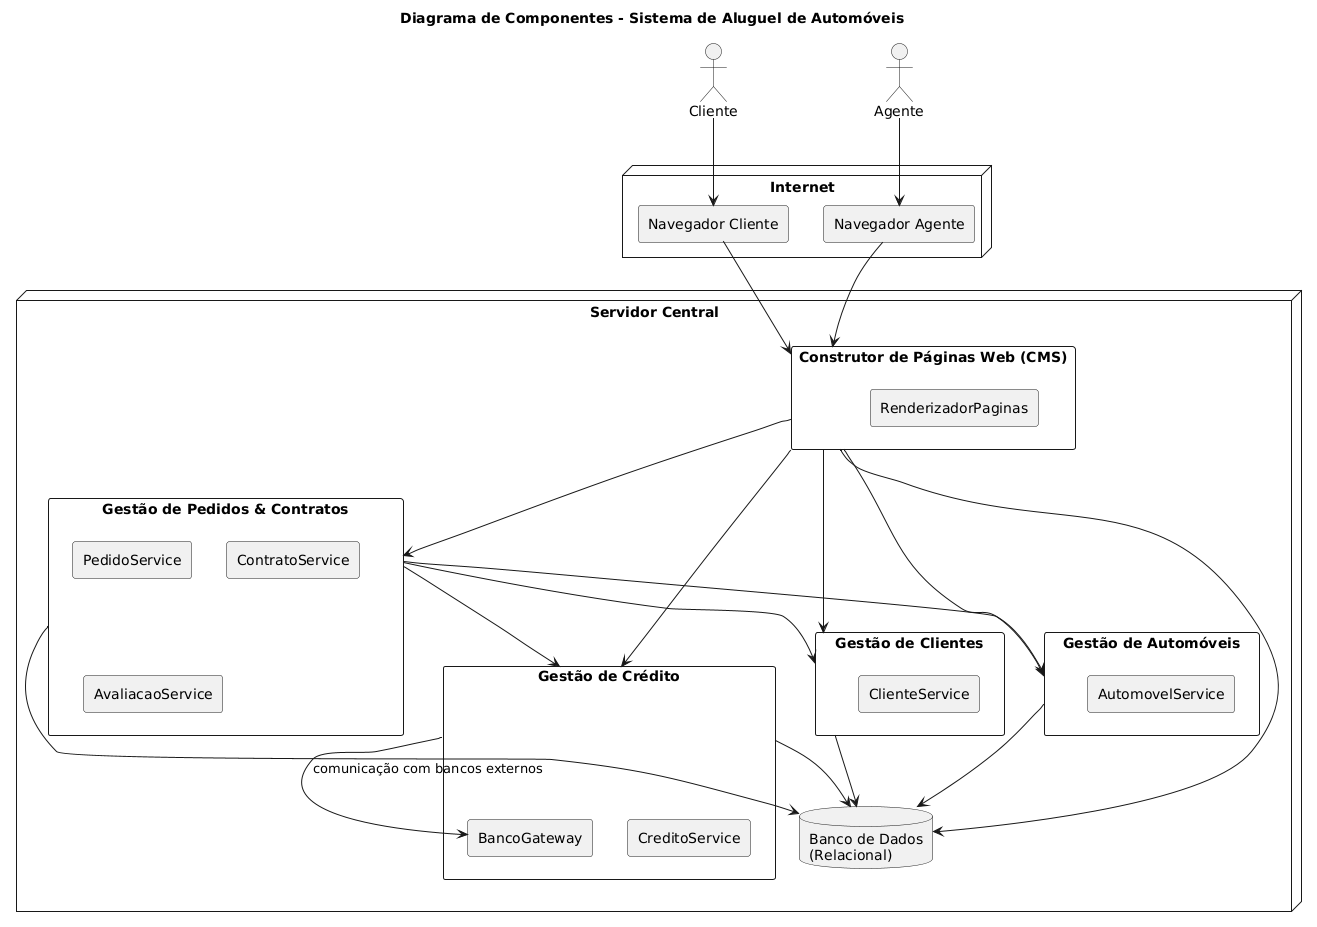 Diagrama de Componentes - Sistema de Aluguel de Automóveis
Cliente
Agente
Internet
Navegador Cliente
Navegador Agente
Servidor Central
Construtor de Páginas Web (CMS)
RenderizadorPaginas
Gestão de Pedidos & Contratos
PedidoService
ContratoService
AvaliacaoService
Gestão de Crédito
comunicação com bancos externos
BancoGateway
CreditoService
Gestão de Clientes
ClienteService
Gestão de Automóveis
AutomovelService
Banco de Dados
(Relacional)